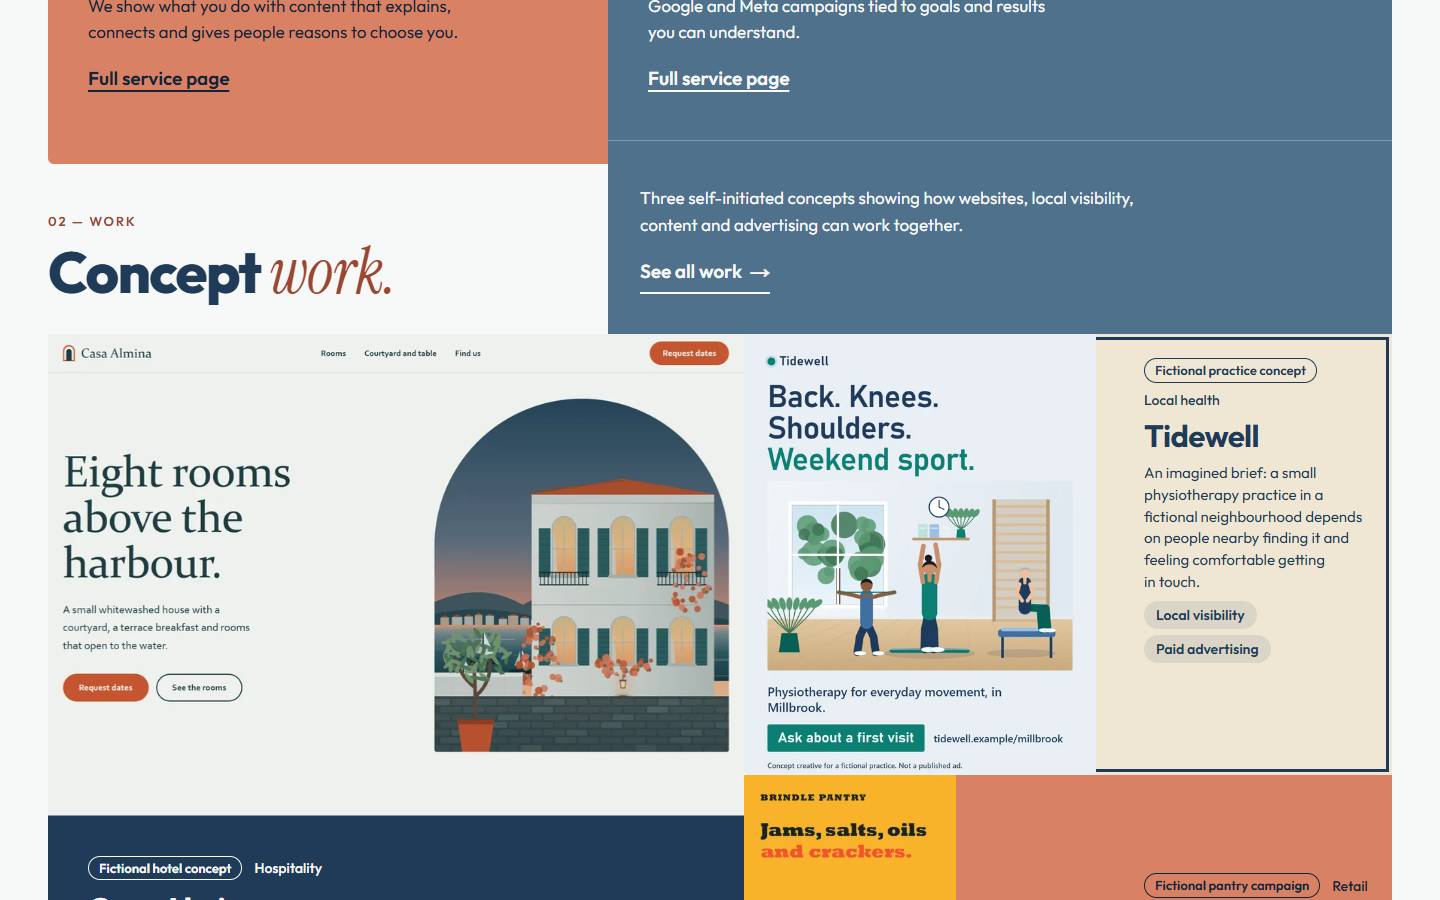 We show what you do with content that explains,
connects and gives people reasons to choose you.
Full service page
Google and Meta campaigns tied to goals and results
you can understand.
Full service page
02 — WORK
Concept work.
Three self-initiated concepts showing how websites, local visibility,
content and advertising can work together.
See all work →
Casa Almina
Rooms
Courtyard and table
Find us
Request dates
Eight rooms
above the
harbour.
A small whitewashed house with a
courtyard, a terrace breakfast and rooms
that open to the water.
Request dates
See the rooms
Fictional hotel concept
Hospitality
Tidewell
Back. Knees.
Shoulders.
Weekend sport.
Physiotherapy for everyday movement, in
Millbrook.
Ask about a first visit
tidewell.example/millbrook
Concept creative for a fictional practice. Not a published ad.
Fictional practice concept
Local health
Tidewell
An imagined brief: a small
physiotherapy practice in a
fictional neighbourhood depends
on people nearby finding it and
feeling comfortable getting
in touch.
Local visibility
Paid advertising
BRINDLE PANTRY
Jams, salts, oils
and crackers.
Fictional pantry campaign
Retail